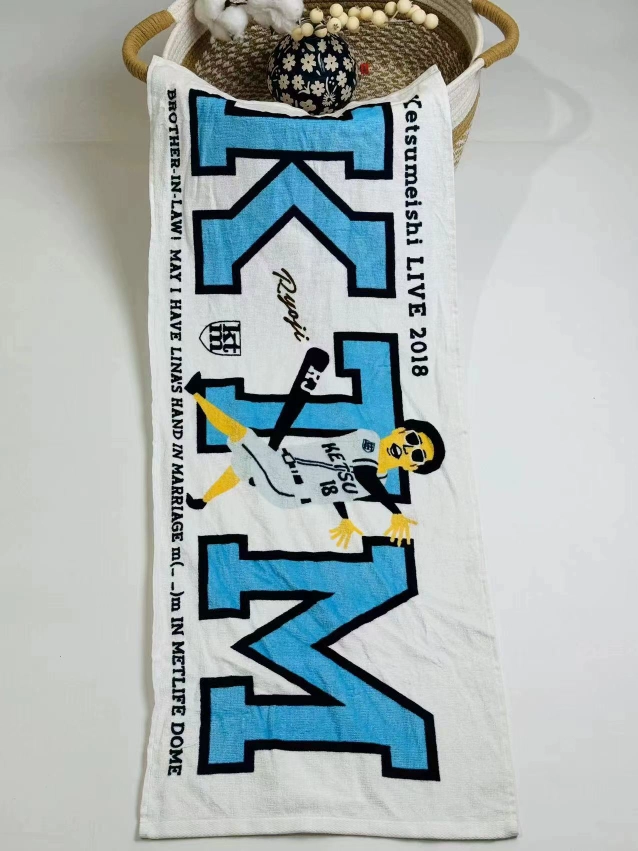 Ketsumeishi LIVE 2018
KTM
Ryoji
ktm
K
KETSU
18
BROTHER-IN-LAW! MAY I HAVE LINA'S HAND IN MARRIAGE m(_ _)m IN METLIFE DOME